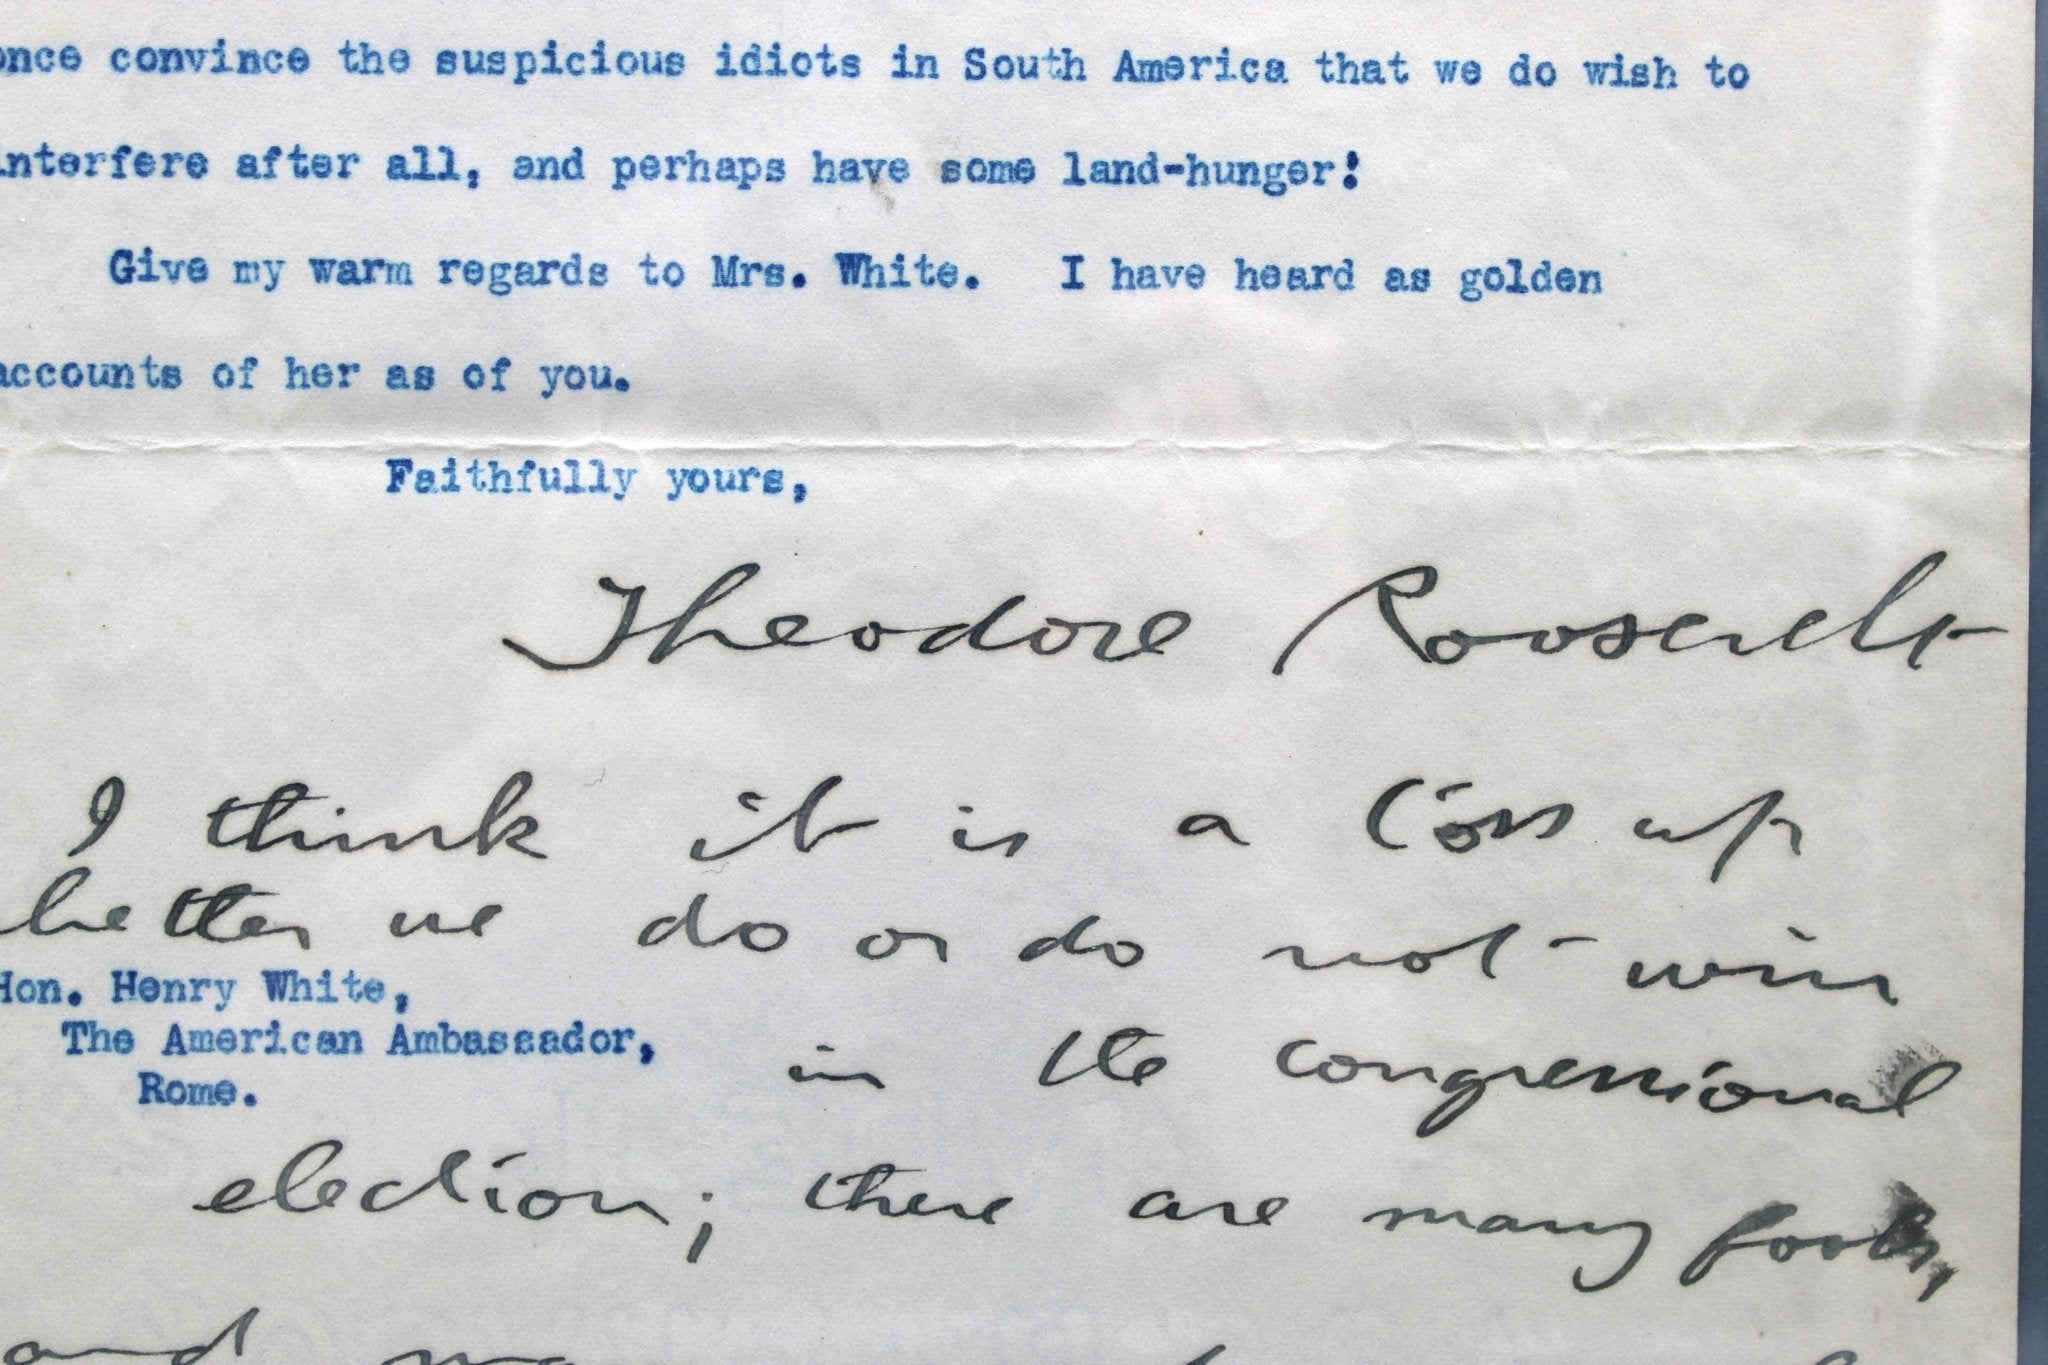 once convince the suspicious idiots in South America that we do wish to
interfere after all, and perhaps have some land-hunger!
Give my warm regards to Mrs. White. I have heard as golden
accounts of her as of you.
Faithfully yours,
Theodore Roosevelt
I think it is a toss up
whether we do or do not win
Hon. Henry White,
The American Ambassador,
Rome.
in the congressional
election; there are many fools,
and